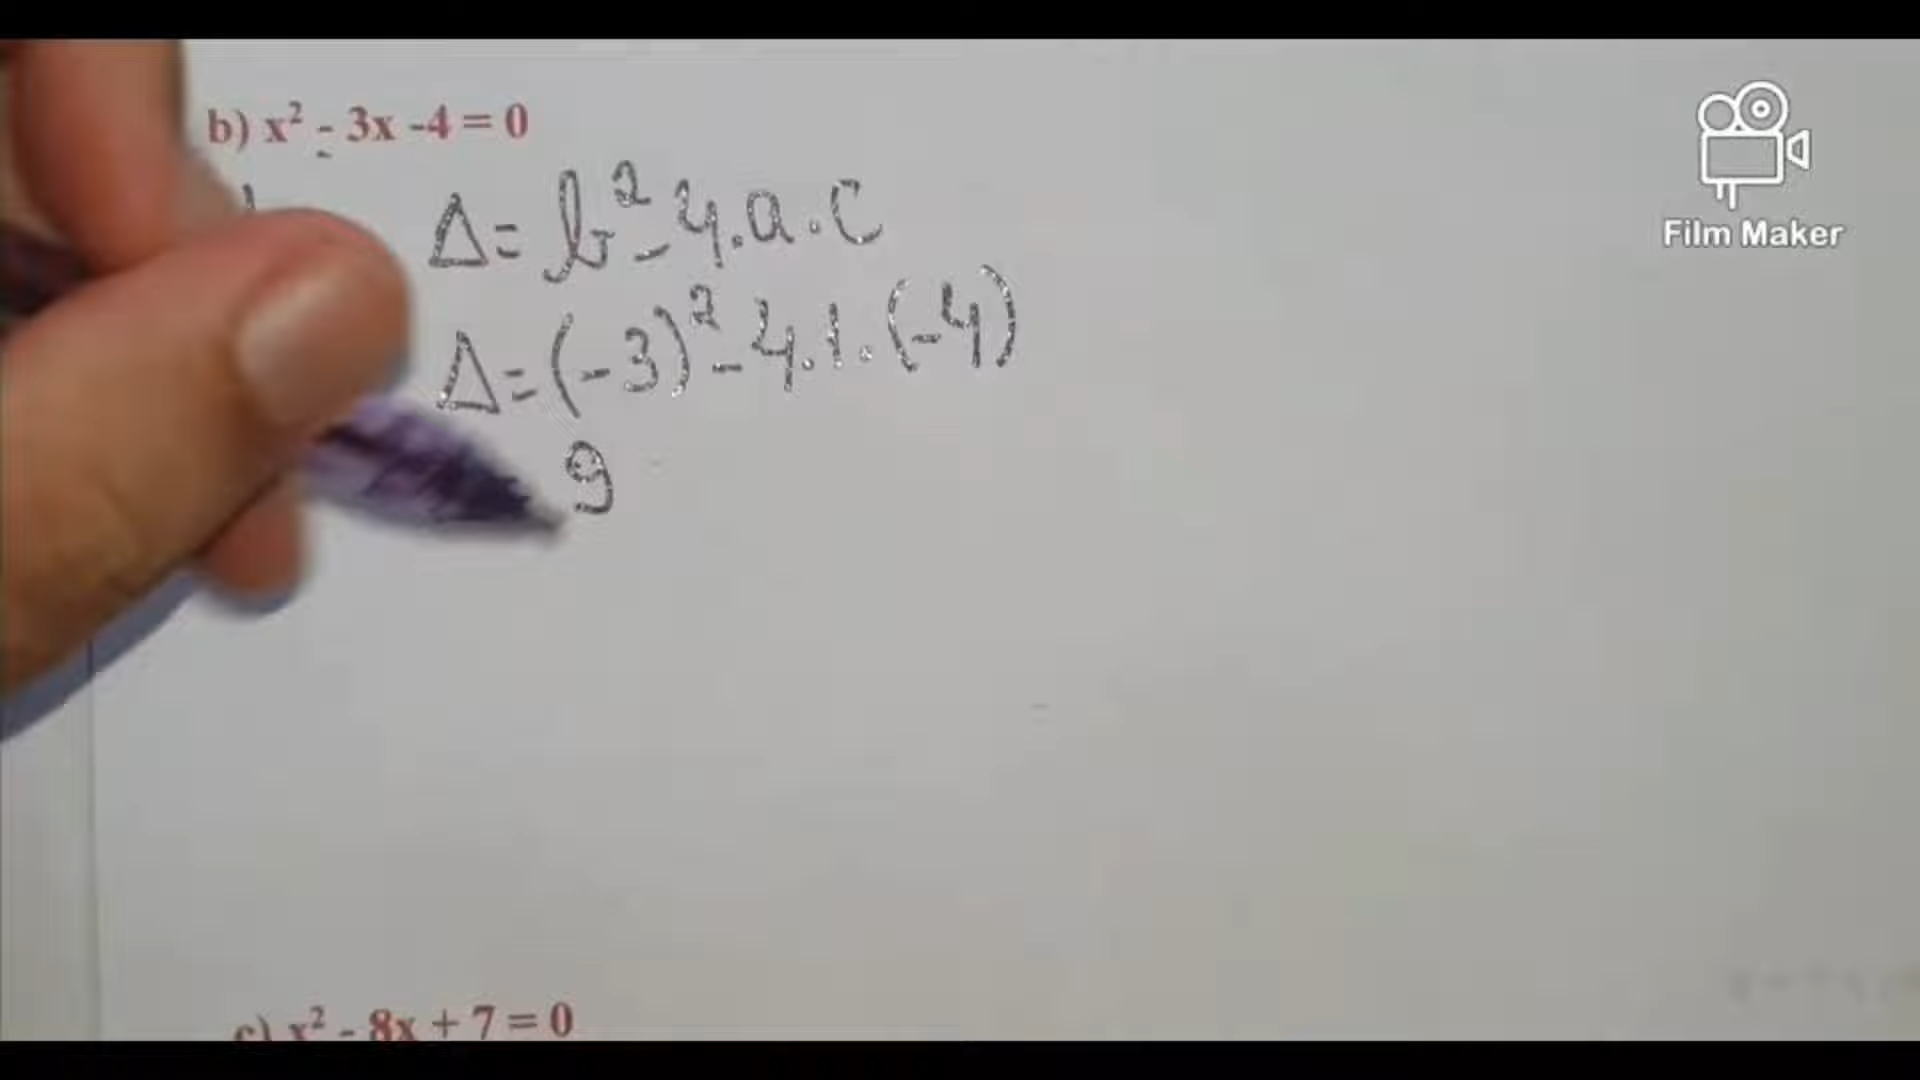 b) x² - 3x -4 = 0
Δ= b²-4.a.c
Δ=(-3)²-4.1.(-4)
9
c) x² - 8x + 7 = 0
Film Maker